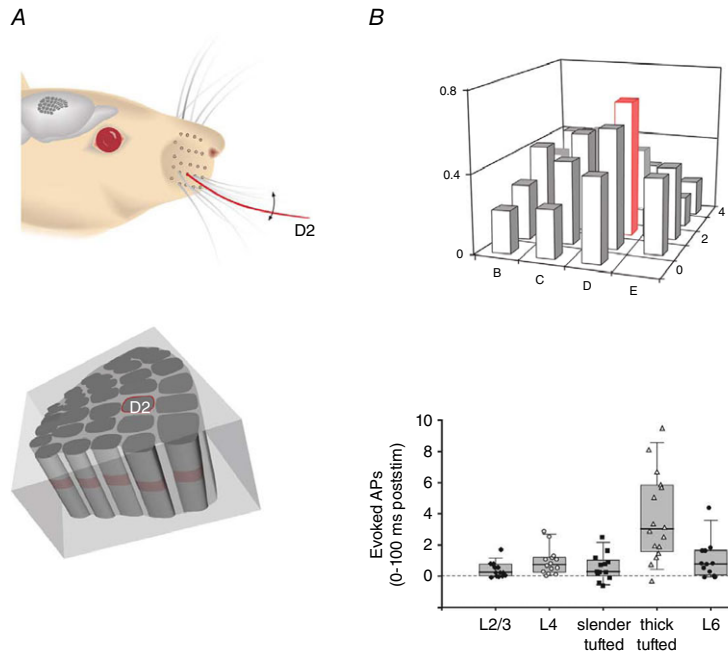 A
B
D2
0.8
0.4
0
B
C
D
E
0
2
4
D2
Evoked APs
(0-100 ms poststim)
10
8
6
4
2
0
L2/3
L4
slender
tufted
thick
tufted
L6